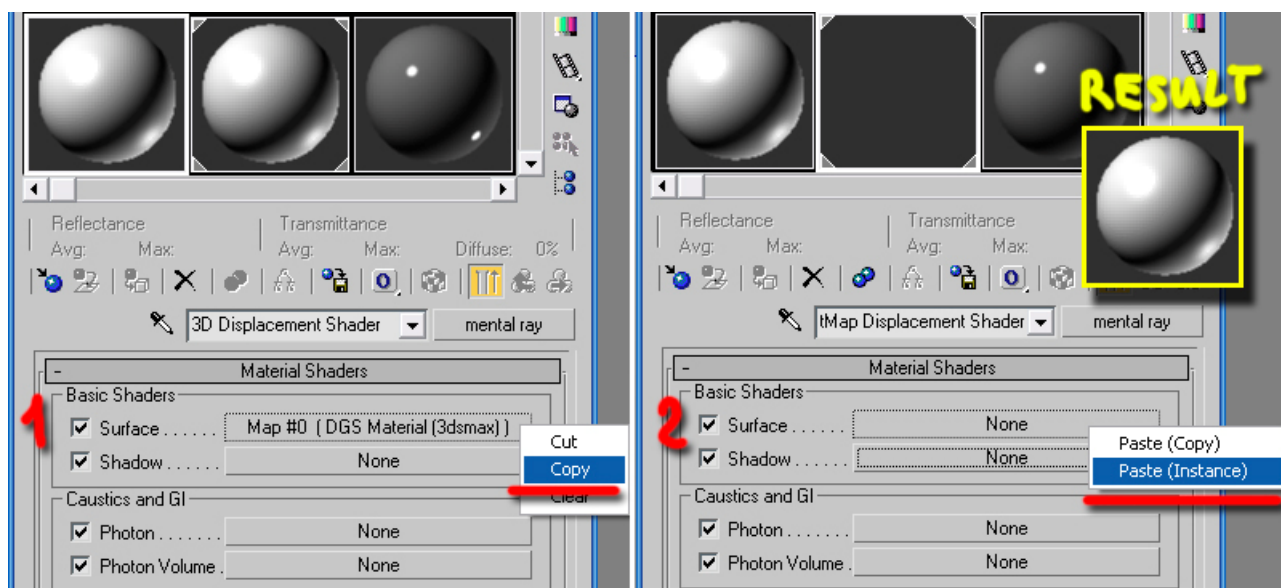 Reflectance
Transmittance
Avg: Max: Avg: Max: Diffuse: 0%
3D Displacement Shader
mental ray
- Material Shaders
Basic Shaders
1
Surface . . . . . . Map #0 ( DGS Material (3dsmax) )
Shadow . . . . . . None
Cut
Copy
Clear
Caustics and GI
Photon . . . . . . . None
Photon Volume . None
RESULT
Reflectance
Transmittance
Avg: Max: Avg: Max:
tMap Displacement Shader
mental ray
- Material Shaders
Basic Shaders
2
Surface . . . . . . None
Shadow . . . . . . None
Paste (Copy)
Paste (Instance)
Caustics and GI
Photon . . . . . . . None
Photon Volume . None